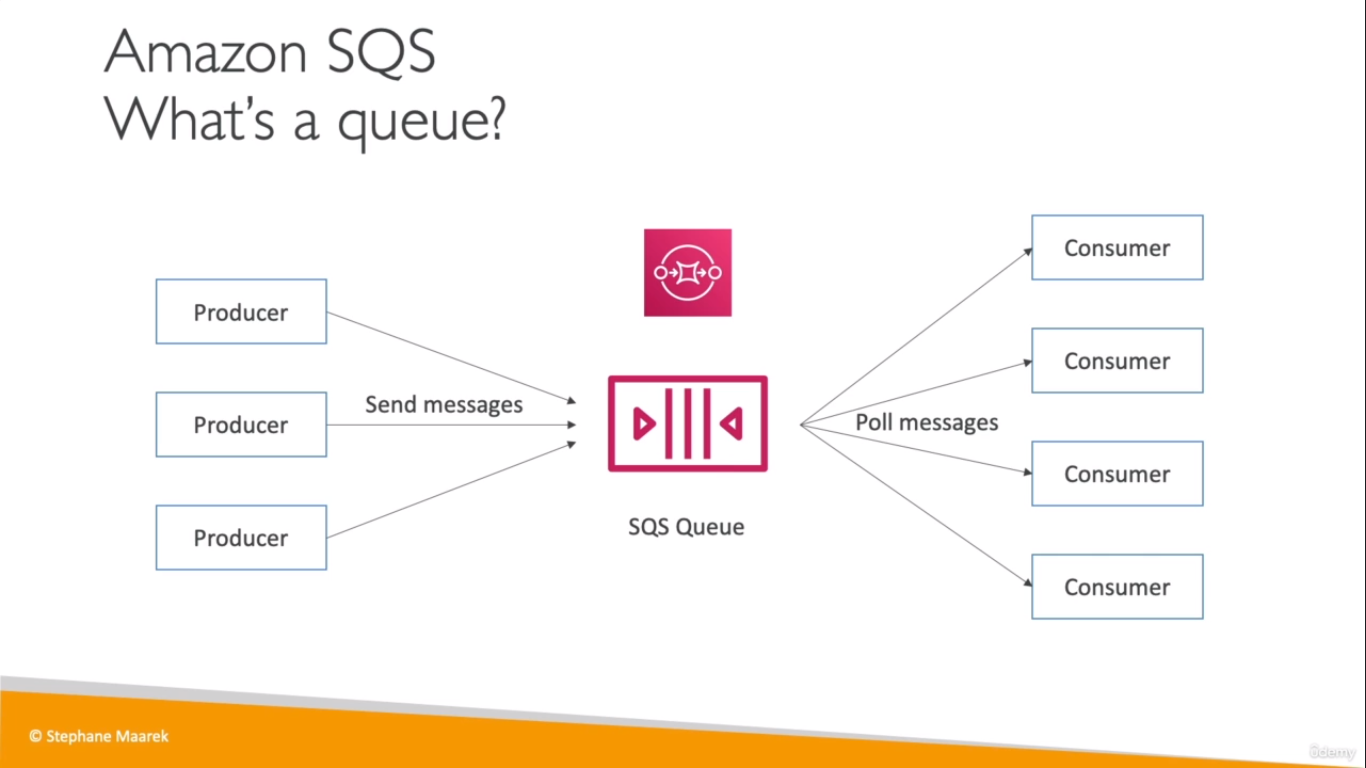 Amazon SQS
What's a queue?
Producer
Producer
Producer
Send messages
SQS Queue
Poll messages
Consumer
Consumer
Consumer
Consumer
© Stephane Maarek
ûdemy